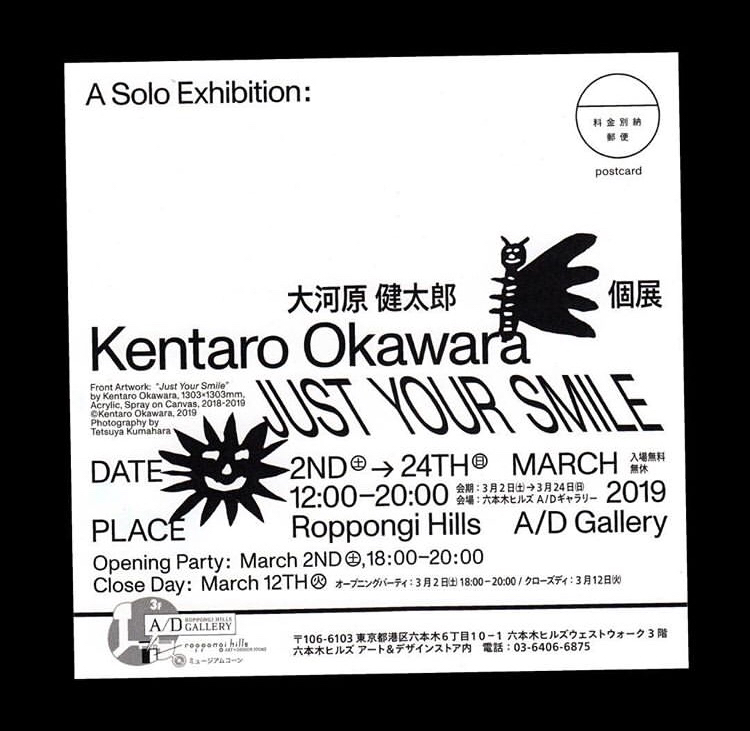 A Solo Exhibition:
料金別納
郵便
postcard
大河原 健太郎 個展
Kentaro Okawara
Front Artwork: "Just Your Smile"
by Kentaro Okawara, 1303×1303mm,
Acrylic, Spray on Canvas, 2018-2019
©Kentaro Okawara, 2019
Photography by
Tetsuya Kumahara
JUST YOUR SMILE
DATE 2ND㊏→24TH㊐ MARCH 入場無料
無休
12:00–20:00 会期：3月2日㊏→3月24日㊐ 2019
会場：六本木ヒルズ A/Dギャラリー
PLACE Roppongi Hills A/D Gallery
Opening Party: March 2ND㊏,18:00–20:00
Close Day: March 12TH㊋ オープニングパーティ：3月2日㊏18:00–20:00 / クローズディ：3月12日㊋
3f
A/D ROPPONGI HILLS
GALLERY
roppongi hills
ART+DESIGN STORE
ミュージアムコーン
〒106-6103 東京都港区六本木6丁目10−1 六本木ヒルズウェストウォーク 3 階
六本木ヒルズ アート＆デザインストア内 電話：03-6406-6875